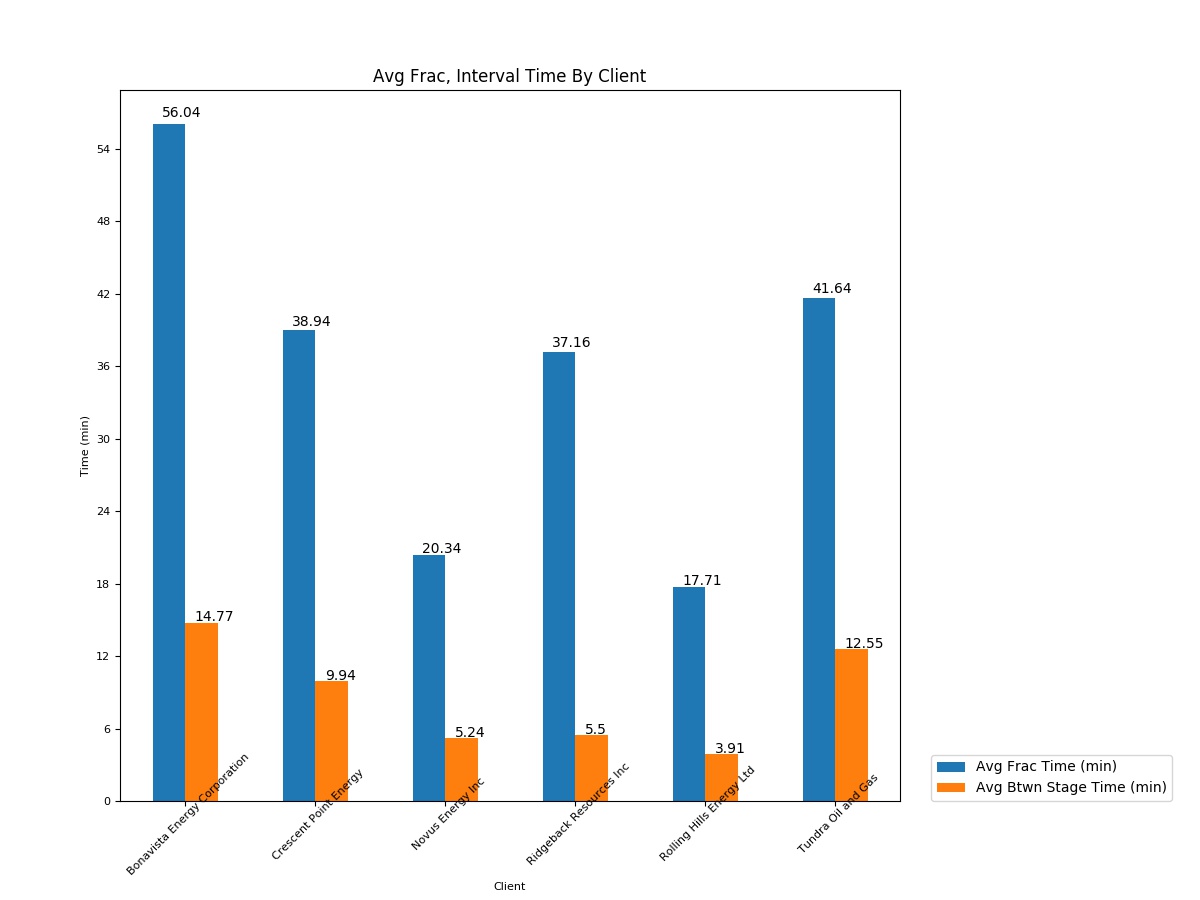 Avg Frac, Interval Time By Client
56.04
54
48
42
41.64
38.94
37.16
36
Time (min)
30
24
20.34
18
17.71
14.77
12.55
12
9.94
6
5.24
5.5
3.91
0
Bonavista Energy Corporation
Crescent Point Energy
Novus Energy Inc
Ridgeback Resources Inc
Rolling Hills Energy Ltd
Tundra Oil and Gas
Client
Avg Frac Time (min)
Avg Btwn Stage Time (min)